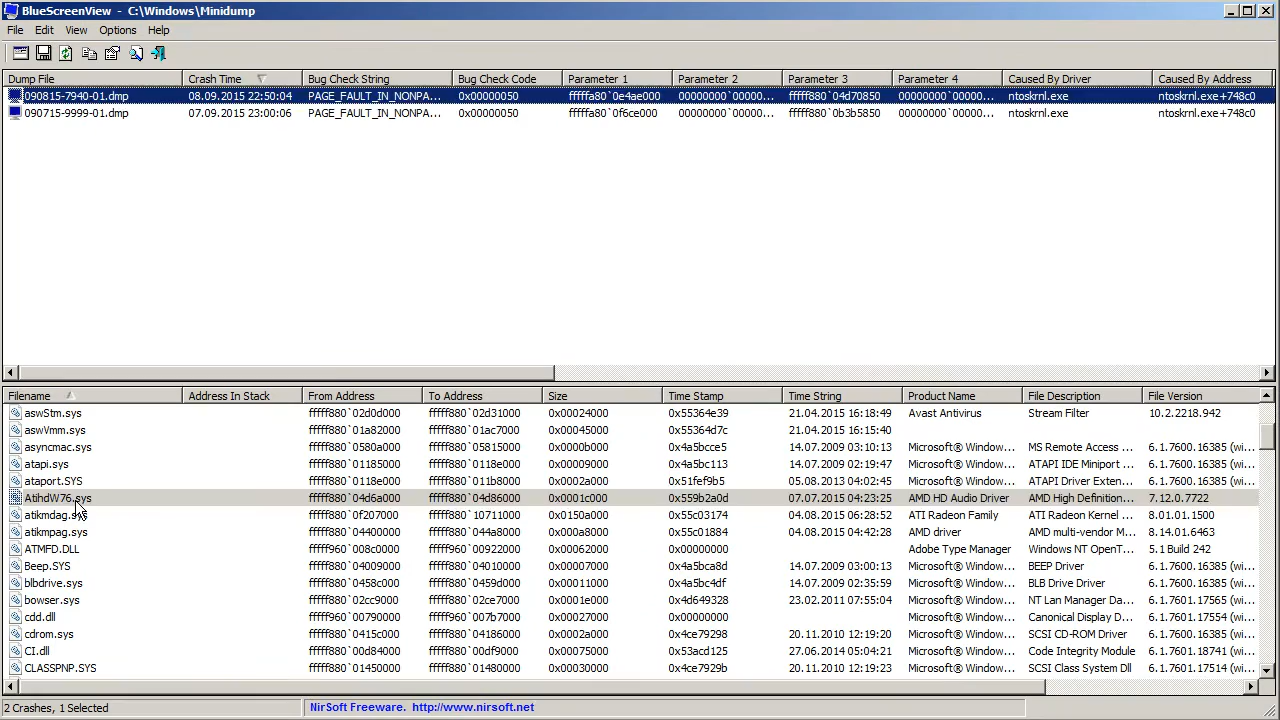 BlueScreenView - C:\Windows\Minidump
File Edit View Options Help
Dump File Crash Time Bug Check String Bug Check Code Parameter 1 Parameter 2 Parameter 3 Parameter 4 Caused By Driver Caused By Address
090815-7940-01.dmp 08.09.2015 22:50:04 PAGE_FAULT_IN_NONPA... 0x00000050 fffffa80`0e4ae000 00000000`00000... fffff880`04d70850 00000000`00000... ntoskrnl.exe ntoskrnl.exe+748c0
090715-9999-01.dmp 07.09.2015 23:00:06 PAGE_FAULT_IN_NONPA... 0x00000050 fffffa80`0f6ce000 00000000`00000... fffff880`0b3b5850 00000000`00000... ntoskrnl.exe ntoskrnl.exe+748c0
Filename Address In Stack From Address To Address Size Time Stamp Time String Product Name File Description File Version
aswStm.sys fffff880`02d0d000 fffff880`02d31000 0x00024000 0x55364e39 21.04.2015 16:18:49 Avast Antivirus Stream Filter 10.2.2218.942
aswVmm.sys fffff880`01a82000 fffff880`01ac7000 0x00045000 0x55364d7c 21.04.2015 16:15:40
asyncmac.sys fffff880`0580a000 fffff880`05815000 0x0000b000 0x4a5bcce5 14.07.2009 03:10:13 Microsoft® Window... MS Remote Access ... 6.1.7600.16385 (wi...
atapi.sys fffff880`01185000 fffff880`0118e000 0x00009000 0x4a5bc113 14.07.2009 02:19:47 Microsoft® Window... ATAPI IDE Miniport ... 6.1.7600.16385 (wi...
ataport.SYS fffff880`0118e000 fffff880`011b8000 0x0002a000 0x51fef9b5 05.08.2013 04:02:45 Microsoft® Window... ATAPI Driver Exten... 6.1.7600.16385 (wi...
AtihdW76.sys fffff880`04d6a000 fffff880`04d86000 0x0001c000 0x559b2a0d 07.07.2015 04:23:25 AMD HD Audio Driver AMD High Definition... 7.12.0.7722
atikmdag.sys fffff880`0f207000 fffff880`10711000 0x0150a000 0x55c03174 04.08.2015 06:28:52 ATI Radeon Family ATI Radeon Kernel ... 8.01.01.1500
atikmpag.sys fffff880`04400000 fffff880`044a8000 0x000a8000 0x55c01884 04.08.2015 04:42:28 AMD driver AMD multi-vendor M... 8.14.01.6463
ATMFD.DLL fffff960`008c0000 fffff960`00922000 0x00062000 0x00000000 Adobe Type Manager Windows NT OpenT... 5.1 Build 242
Beep.SYS fffff880`04009000 fffff880`04010000 0x00007000 0x4a5bca8d 14.07.2009 03:00:13 Microsoft® Window... BEEP Driver 6.1.7600.16385 (wi...
blbdrive.sys fffff880`0458c000 fffff880`0459d000 0x00011000 0x4a5bc4df 14.07.2009 02:35:59 Microsoft® Window... BLB Drive Driver 6.1.7600.16385 (wi...
bowser.sys fffff880`02cc9000 fffff880`02ce7000 0x0001e000 0x4d649328 23.02.2011 07:55:04 Microsoft® Window... NT Lan Manager Da... 6.1.7601.17565 (wi...
cdd.dll fffff960`00790000 fffff960`007b7000 0x00027000 0x00000000 Microsoft® Window... Canonical Display D... 6.1.7601.17514 (wi...
cdrom.sys fffff880`0415c000 fffff880`04186000 0x0002a000 0x4ce79298 20.11.2010 12:19:20 Microsoft® Window... SCSI CD-ROM Driver 6.1.7600.16385 (wi...
CI.dll fffff880`00d84000 fffff880`00df9000 0x00075000 0x53acd125 27.06.2014 05:04:21 Microsoft® Window... Code Integrity Module 6.1.7601.18741 (wi...
CLASSPNP.SYS fffff880`01450000 fffff880`01480000 0x00030000 0x4ce7929b 20.11.2010 12:19:23 Microsoft® Window... SCSI Class System Dll 6.1.7601.17514 (wi...
2 Crashes, 1 Selected NirSoft Freeware. http://www.nirsoft.net